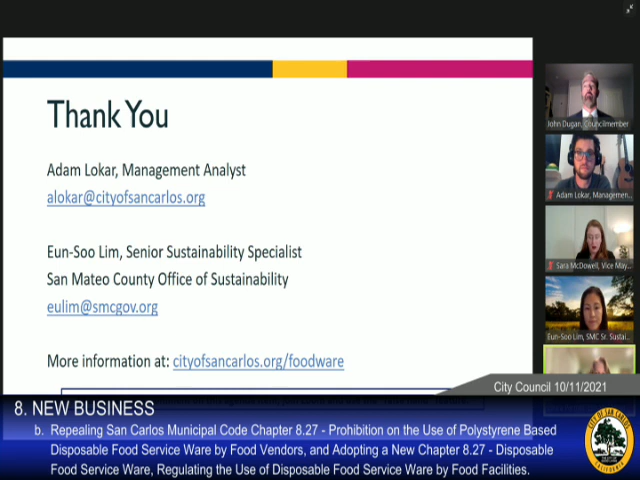 Thank You
Adam Lokar, Management Analyst
alokar@cityofsancarlos.org
Eun-Soo Lim, Senior Sustainability Specialist
San Mateo County Office of Sustainability
eulim@smcgov.org
More information at: cityofsancarlos.org/foodware
John Dugan, Councilmember
Adam Lokar, Managemen...
Sara McDowell, Vice May...
Eun-Soo Lim, SMC Sr. Sustai...
City Council 10/11/2021
8. NEW BUSINESS
b. Repealing San Carlos Municipal Code Chapter 8.27 - Prohibition on the Use of Polystyrene Based
Disposable Food Service Ware by Food Vendors, and Adopting a New Chapter 8.27 - Disposable
Food Service Ware, Regulating the Use of Disposable Food Service Ware by Food Facilities.
CITY OF SAN CARLOS
CALIFORNIA